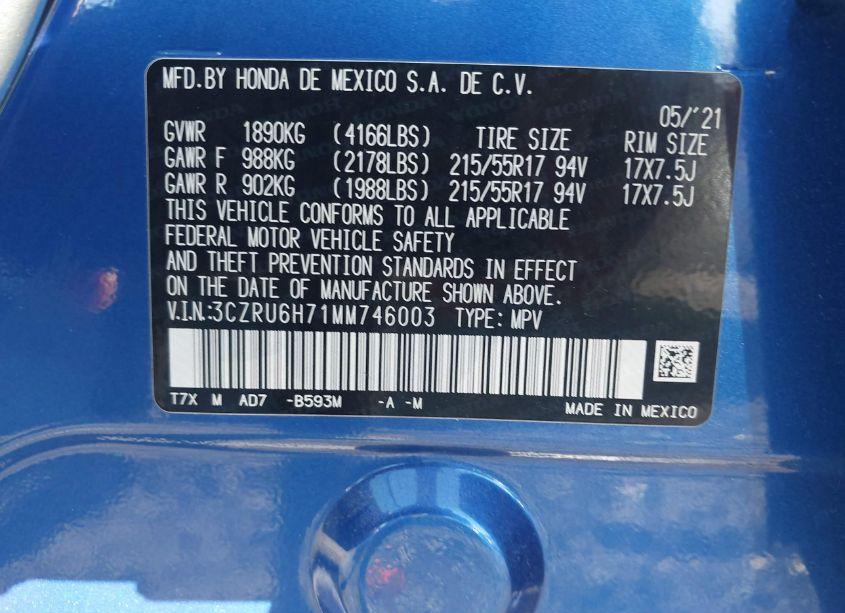 MFD.BY HONDA DE MEXICO S.A. DE C.V.
05/'21
GVWR 1890KG (4166LBS) TIRE SIZE RIM SIZE
GAWR F 988KG (2178LBS) 215/55R17 94V 17X7.5J
GAWR R 902KG (1988LBS) 215/55R17 94V 17X7.5J
THIS VEHICLE CONFORMS TO ALL APPLICABLE
FEDERAL MOTOR VEHICLE SAFETY
AND THEFT PREVENTION STANDARDS IN EFFECT
ON THE DATE OF MANUFACTURE SHOWN ABOVE.
V.I.N.:3CZRU6H71MM746003 TYPE: MPV
T7X M AD7 -B593M -A -M
MADE IN MEXICO